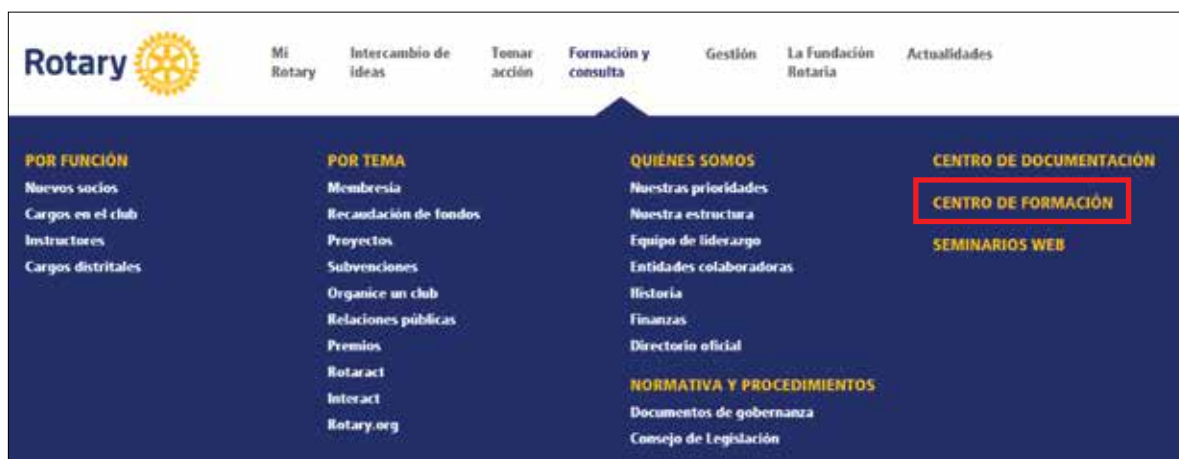 Rotary
Mi
Rotary
Intercambio de
ideas
Tomar
acción
Formación y
consulta
Gestión
La Fundación
Rotaria
Actualidades
POR FUNCIÓN
Nuevos socios
Cargos en el club
Instructores
Cargos distritales
POR TEMA
Membresía
Recaudación de fondos
Proyectos
Subvenciones
Organice un club
Relaciones públicas
Premios
Rotaract
Interact
Rotary.org
QUIÉNES SOMOS
Nuestras prioridades
Nuestra estructura
Equipo de liderazgo
Entidades colaboradoras
Historia
Finanzas
Directorio oficial
NORMATIVA Y PROCEDIMIENTOS
Documentos de gobernanza
Consejo de Legislación
CENTRO DE DOCUMENTACIÓN
CENTRO DE FORMACIÓN
SEMINARIOS WEB